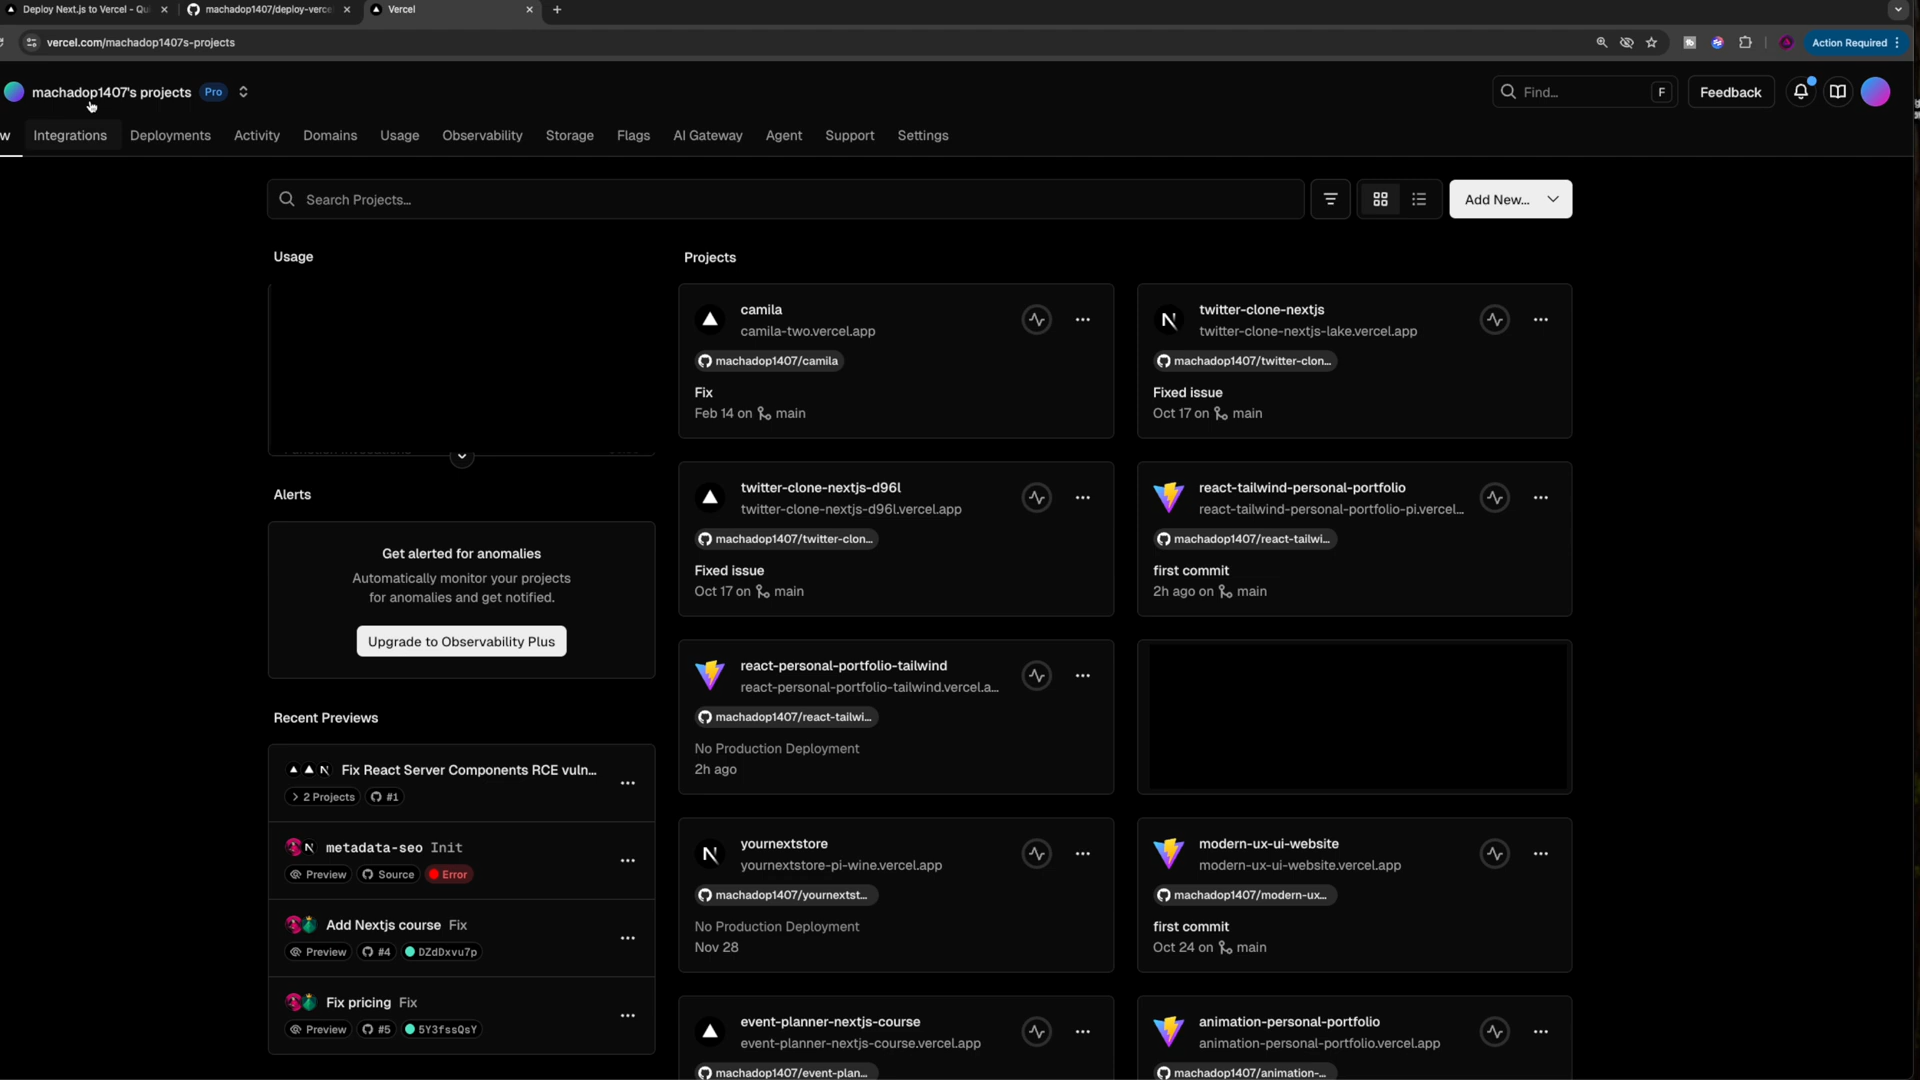 Deploy Next.js to Vercel - Qu
machadop1407/deploy-verce
Vercel
vercel.com/machadop1407s-projects
Action Required
machadop1407's projects
Pro
Find...
F
Feedback
w
Integrations
Deployments
Activity
Domains
Usage
Observability
Storage
Flags
AI Gateway
Agent
Support
Settings
Search Projects...
Add New...
Usage
Alerts
Get alerted for anomalies
Automatically monitor your projects
for anomalies and get notified.
Upgrade to Observability Plus
Recent Previews
Fix React Server Components RCE vuln...
2 Projects
#1
metadata-seo Init
Preview
Source
Error
Add Nextjs course Fix
Preview
#4
DZdDxvu7p
Fix pricing Fix
Preview
#5
5Y3fssQsY
Projects
camila
camila-two.vercel.app
machadop1407/camila
Fix
Feb 14 on main
twitter-clone-nextjs
twitter-clone-nextjs-lake.vercel.app
machadop1407/twitter-clon...
Fixed issue
Oct 17 on main
twitter-clone-nextjs-d96l
twitter-clone-nextjs-d96l.vercel.app
machadop1407/twitter-clon...
Fixed issue
Oct 17 on main
react-tailwind-personal-portfolio
react-tailwind-personal-portfolio-pi.vercel...
machadop1407/react-tailwi...
first commit
2h ago on main
react-personal-portfolio-tailwind
react-personal-portfolio-tailwind.vercel.a...
machadop1407/react-tailwi...
No Production Deployment
2h ago
yournextstore
yournextstore-pi-wine.vercel.app
machadop1407/yournextst...
No Production Deployment
Nov 28
modern-ux-ui-website
modern-ux-ui-website.vercel.app
machadop1407/modern-ux...
first commit
Oct 24 on main
event-planner-nextjs-course
event-planner-nextjs-course.vercel.app
machadop1407/event-plan...
animation-personal-portfolio
animation-personal-portfolio.vercel.app
machadop1407/animation-...